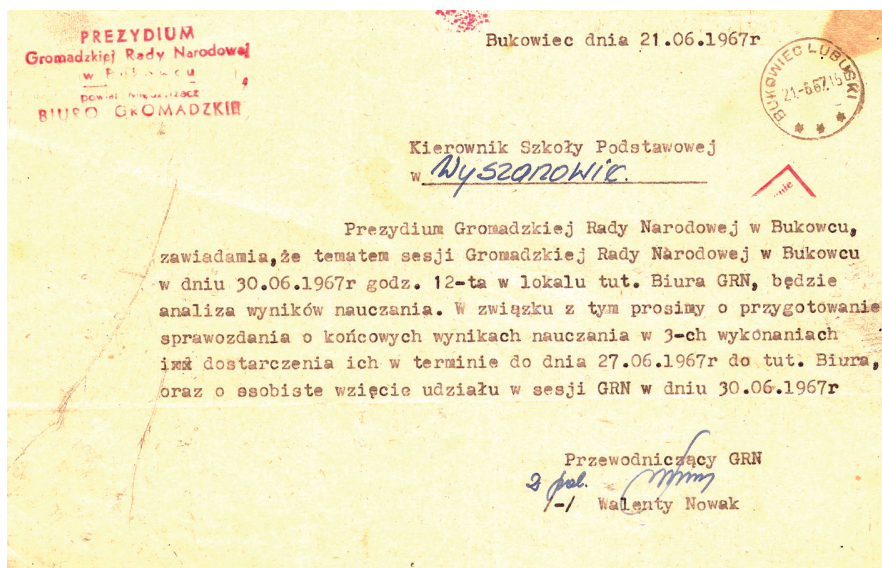 PREZYDIUM
Gromadzkiej Rady Narodowej
w Bukowcu
powiat Międzyrzecz
BIURO GROMADZKIE
Bukowiec dnia 21.06.1967r
BUKOWIEC LUBUSKI
21.-6.67.15
Kierownik Szkoły Podstawowej
w Wyszanowie.
Prezydium Gromadzkiej Rady Narodowej w Bukowcu,
zawiadamia,że tematem sesji Gromadzkiej Rady Narodowej w Bukowcu
w dniu 30.06.1967r godz. 12-ta w lokalu tut. Biura GRN, będzie
analiza wyników nauczania. W związku z tym prosimy o przygotowanie
sprawozdania o końcowych wynikach nauczania w 3-ch wykonaniach
i dostarczenia ich w terminie do dnia 27.06.1967r do tut. Biura,
oraz o osobiste wzięcie udziału w sesji GRN w dniu 30.06.1967r
Przewodniczący GRN
/-/ Walenty Nowak